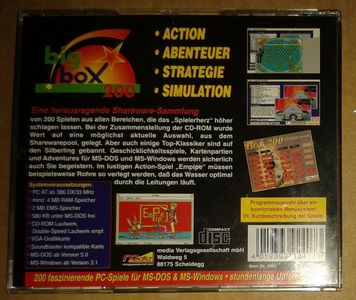 big
box
200
• ACTION
• ABENTEUER
• STRATEGIE
• SIMULATION
Eine herausragende Shareware-Sammlung
von 200 Spielen aus allen Bereichen, die das „Spielerherz" höher
schlagen lassen. Bei der Zusammenstellung der CD-ROM wurde
Wert auf eine möglichst aktuelle Auswahl, aus dem
Sharewarepool, gelegt. Aber auch einige Top-Klassiker sind auf
den Silberling gebannt. Geschicklichkeitsspiele, Kartenpartien
und Adventures für MS-DOS und MS-Windows werden sicherlich
auch Sie begeistern. Im lustigen Action-Spiel „Empipe" müssen
beispielsweise Rohre so verlegt werden, daß das Wasser optimal
durch die Leitungen läuft.
Box 200
Systemvoraussetzungen:
• PC AT ab 386 DX/33 MHz
• mind. 4 MB RAM-Speicher
• 2 MB EMS-Speicher
• 580 KB unter MS-DOS frei
• CD-ROM Laufwerk,
Double-Speed Laufwerk empf.
• VGA-Grafikkarte
• Soundblaster kompatible Karte
• MS-DOS ab Version 5.0
• MS-Windows ab Version 3.1
COMPACT
disc
media Verlagsgesellschaft mbH
Waldweg 5
88175 Scheidegg
Programmauswahl über ein
komfortables Menüsystem!
Dt. Kurzbeschreibung der Spiele!
200 faszinierende PC-Spiele für MS-DOS & MS-Windows • stundenlange